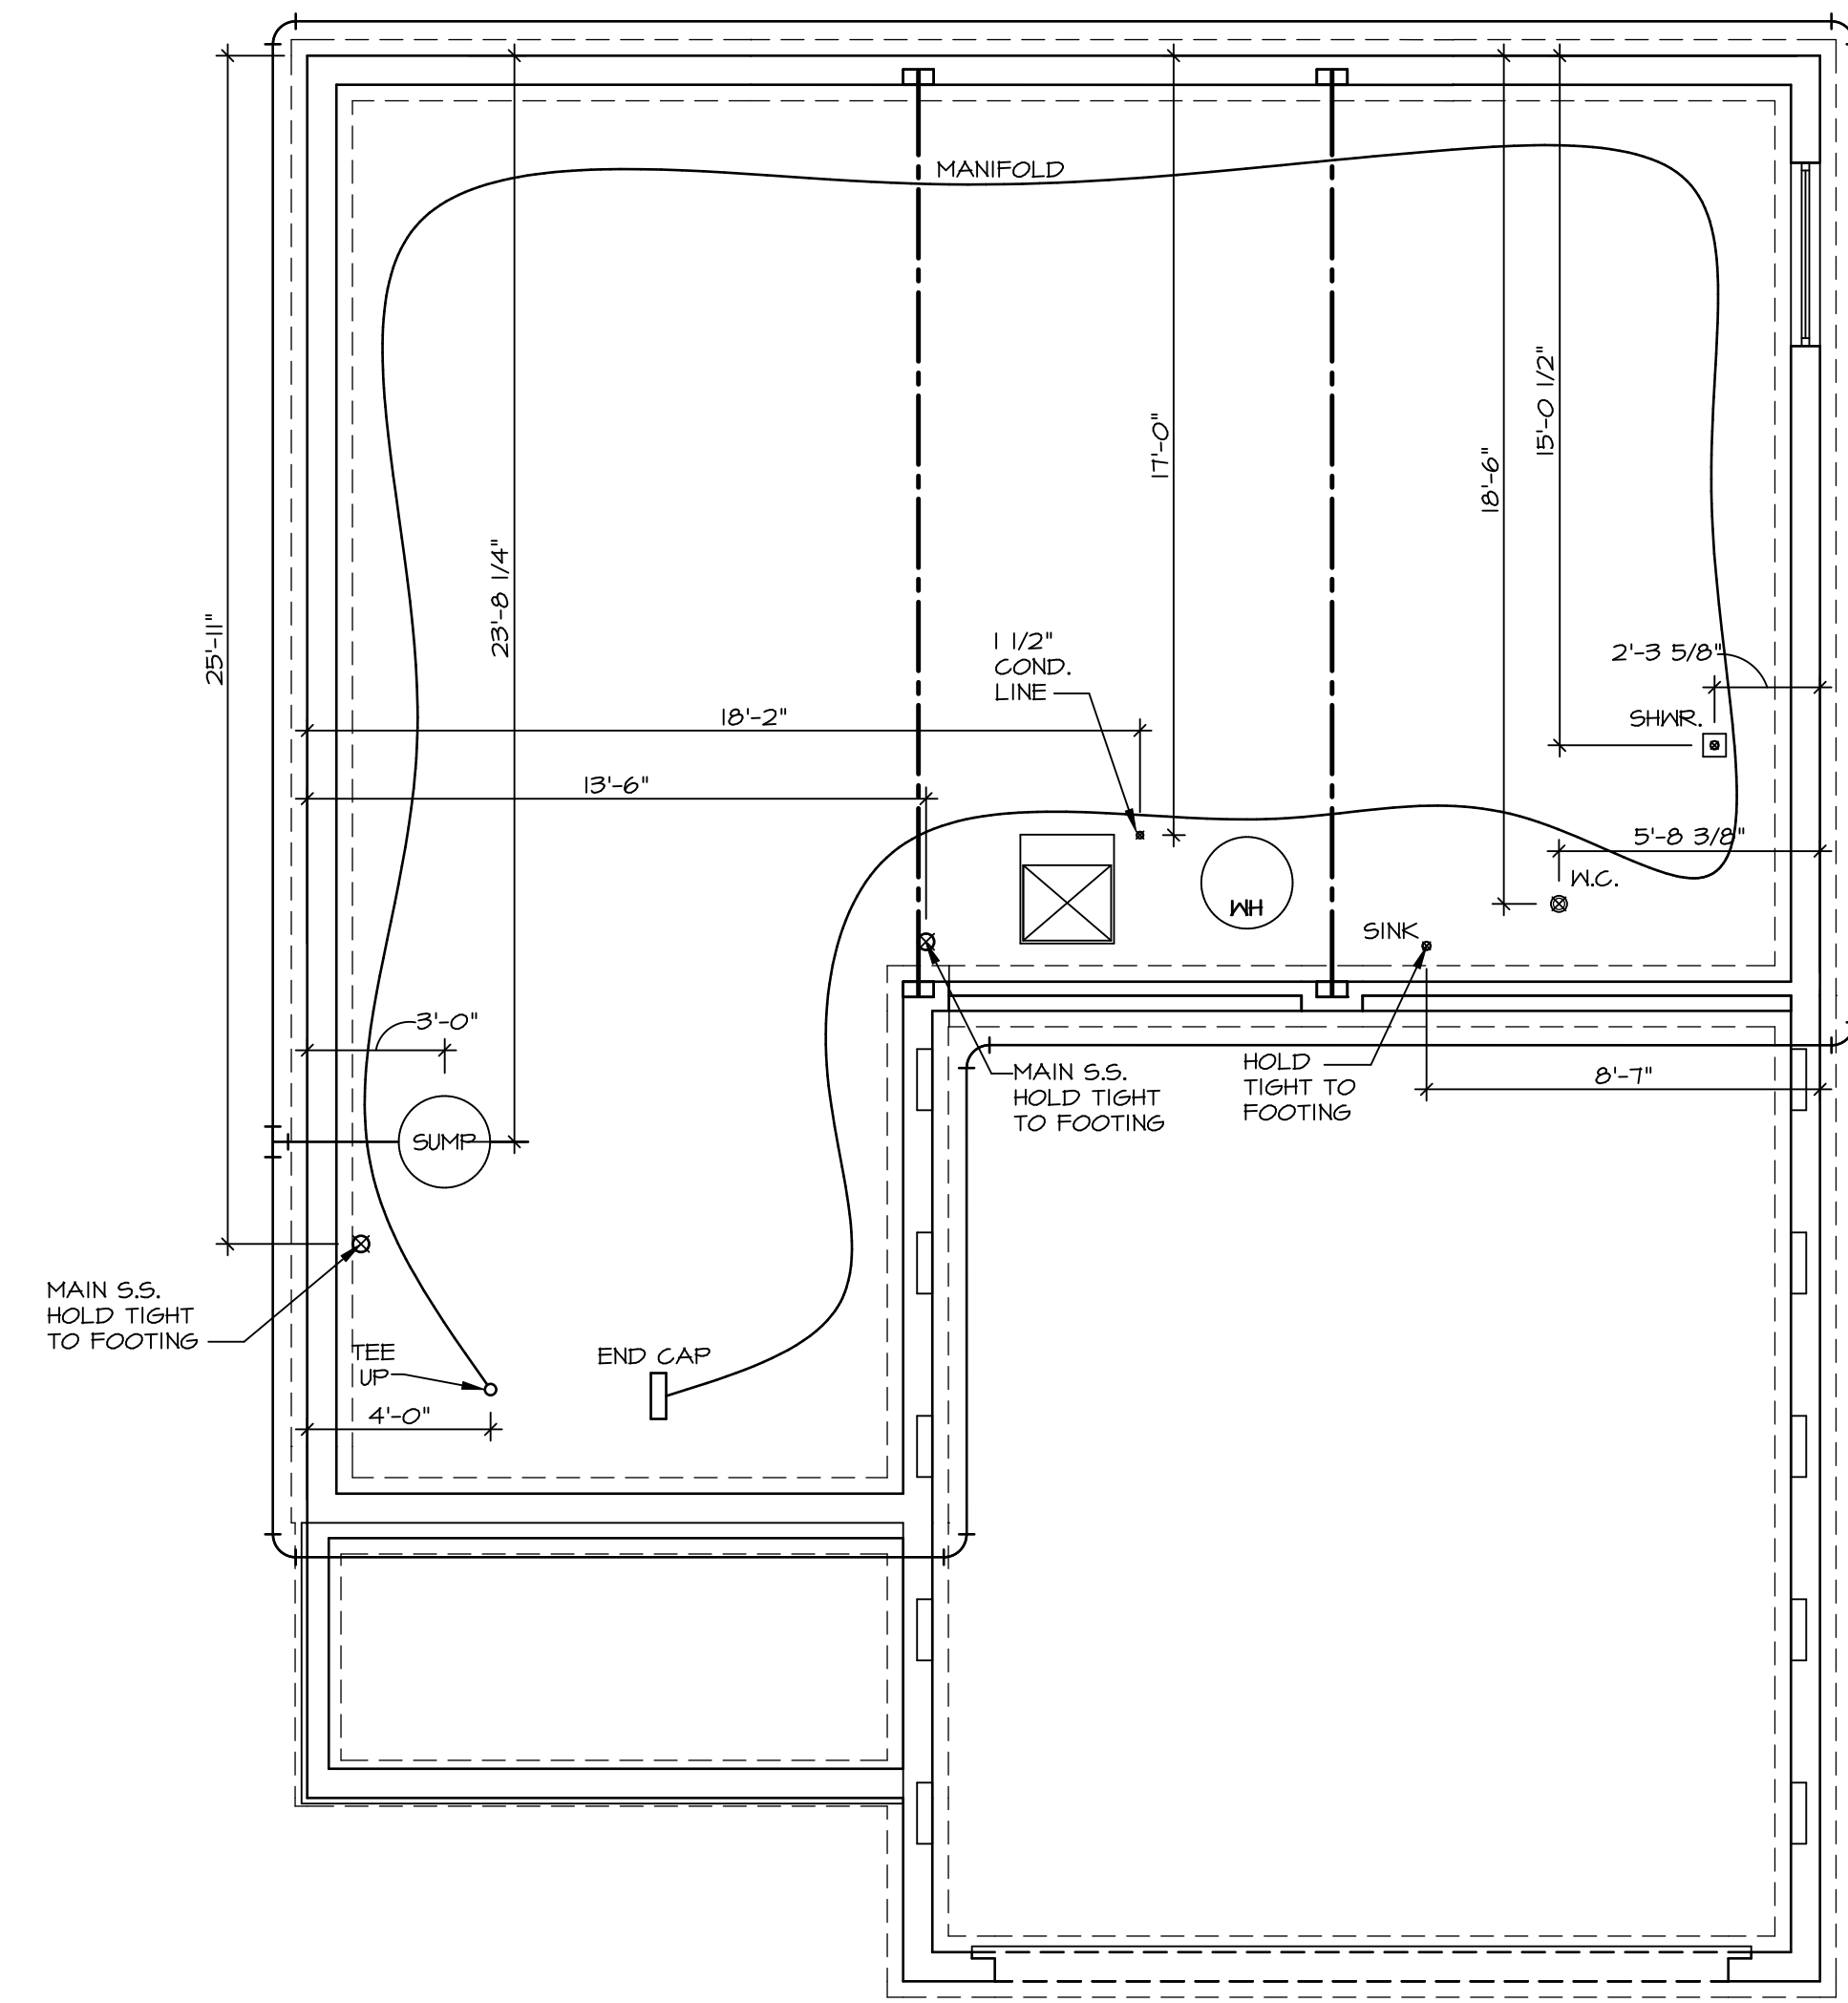 MANIFOLD
15'-0 1/2"
17'-0"
18'-6"
23'-8 1/4"
25'-11"
1 1/2"
COND.
LINE
2'-3 5/8"
SHWR.
18'-2"
13'-6"
5'-8 3/8"
W.C.
WH
SINK
3'-0"
MAIN S.S.
HOLD TIGHT
TO FOOTING
HOLD
TIGHT TO
FOOTING
8'-7"
SUMP
MAIN S.S.
HOLD TIGHT
TO FOOTING
TEE
UP
END CAP
4'-0"